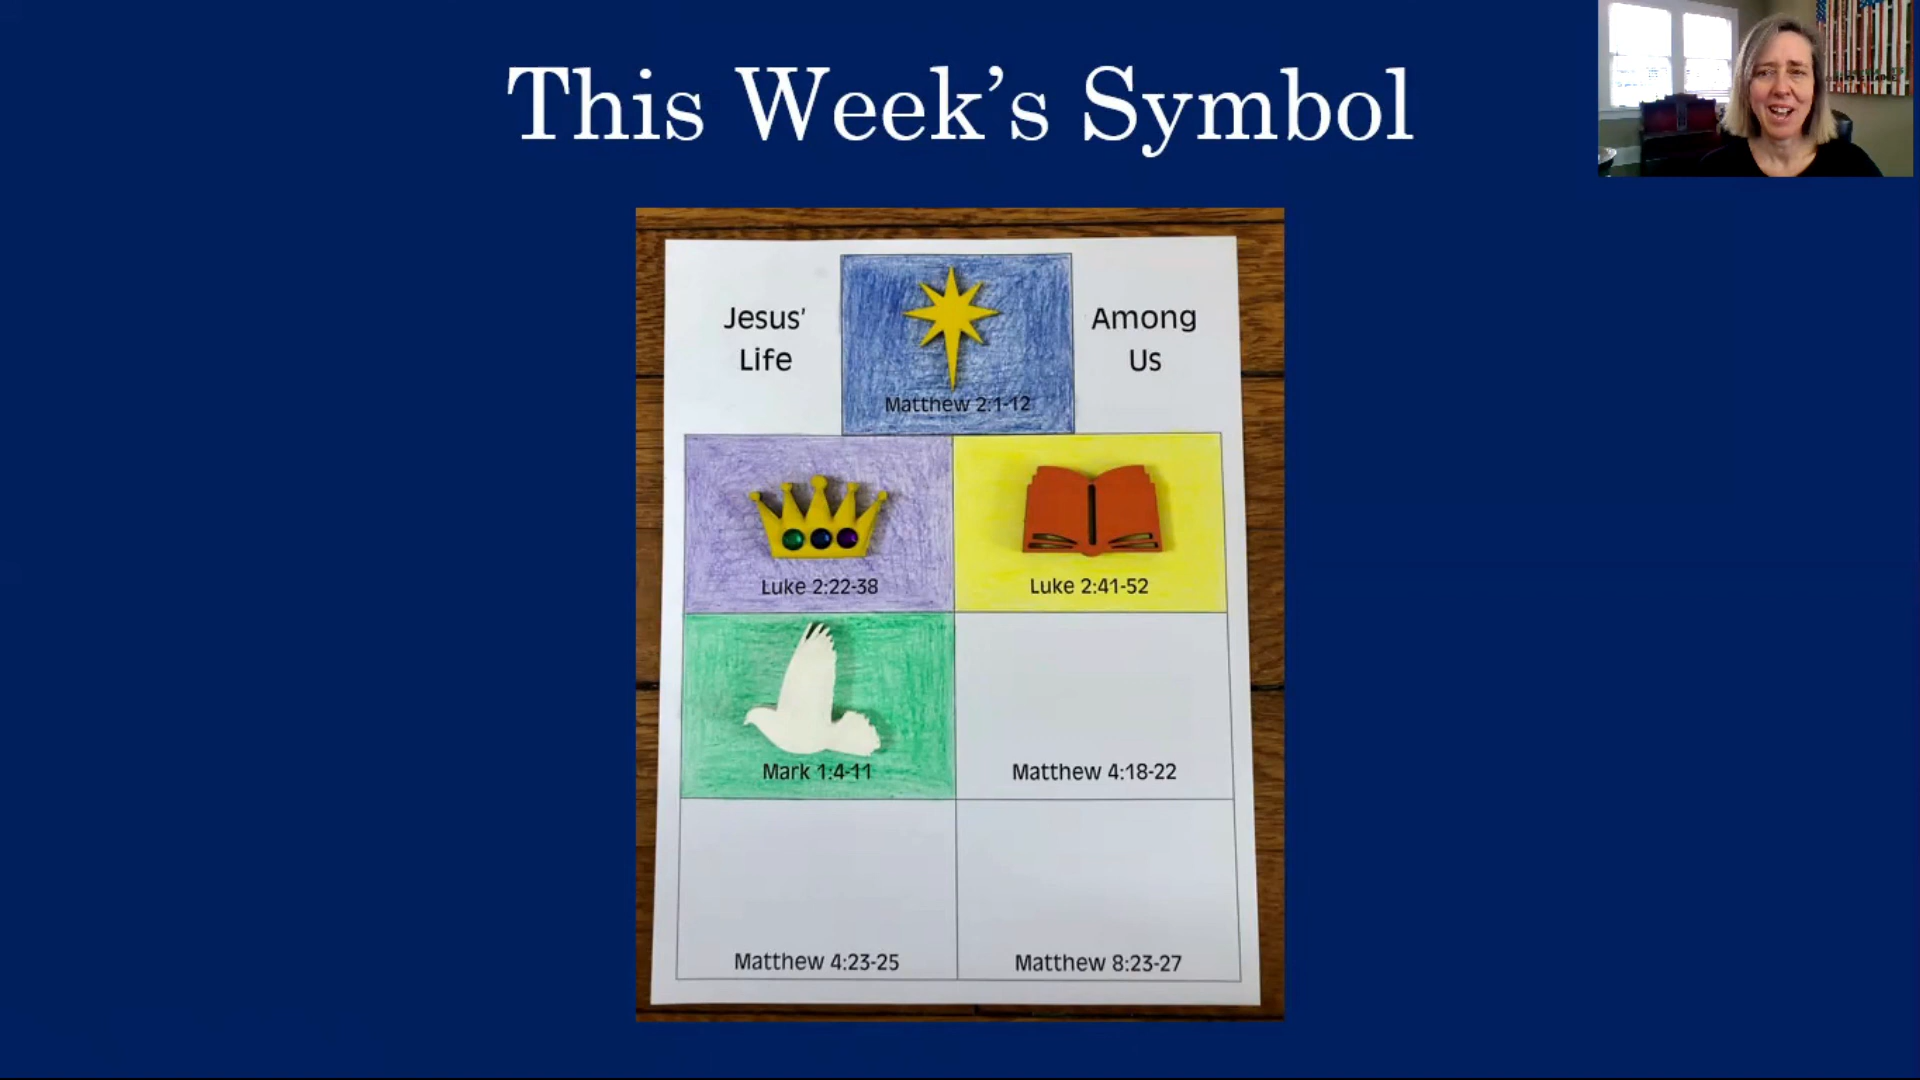 This Week’s Symbol
Jesus'
Life
Among
Us
Matthew 2:1-12
Luke 2:22-38
Luke 2:41-52
Mark 1:4-11
Matthew 4:18-22
Matthew 4:23-25
Matthew 8:23-27